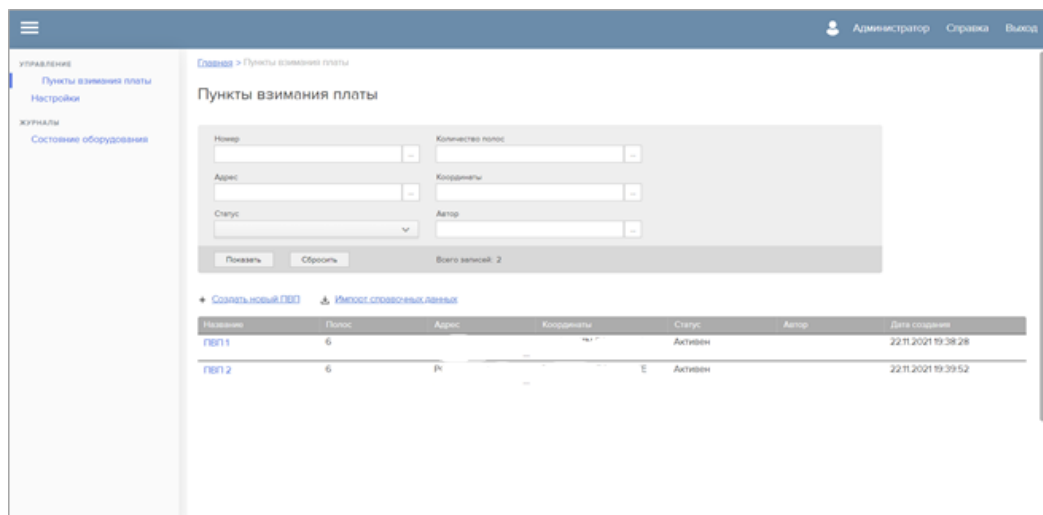 Администратор Справка Выход
УПРАВЛЕНИЕ
Пункты взимания платы
Настройки
ЖУРНАЛЫ
Состояние оборудования
Главная > Пункты взимания платы
Пункты взимания платы
Номер Количество полос
... ...
Адрес Координаты
... ...
Статус Автор
...
Показать Сбросить Всего записей: 2
+ Создать новый ПВП Импорт справочных данных
Название Полос Адрес Координаты Статус Автор Дата создания
ПВП 1 6 Активен 22.11.2021 19:38:28
ПВП 2 6 Активен 22.11.2021 19:39:52